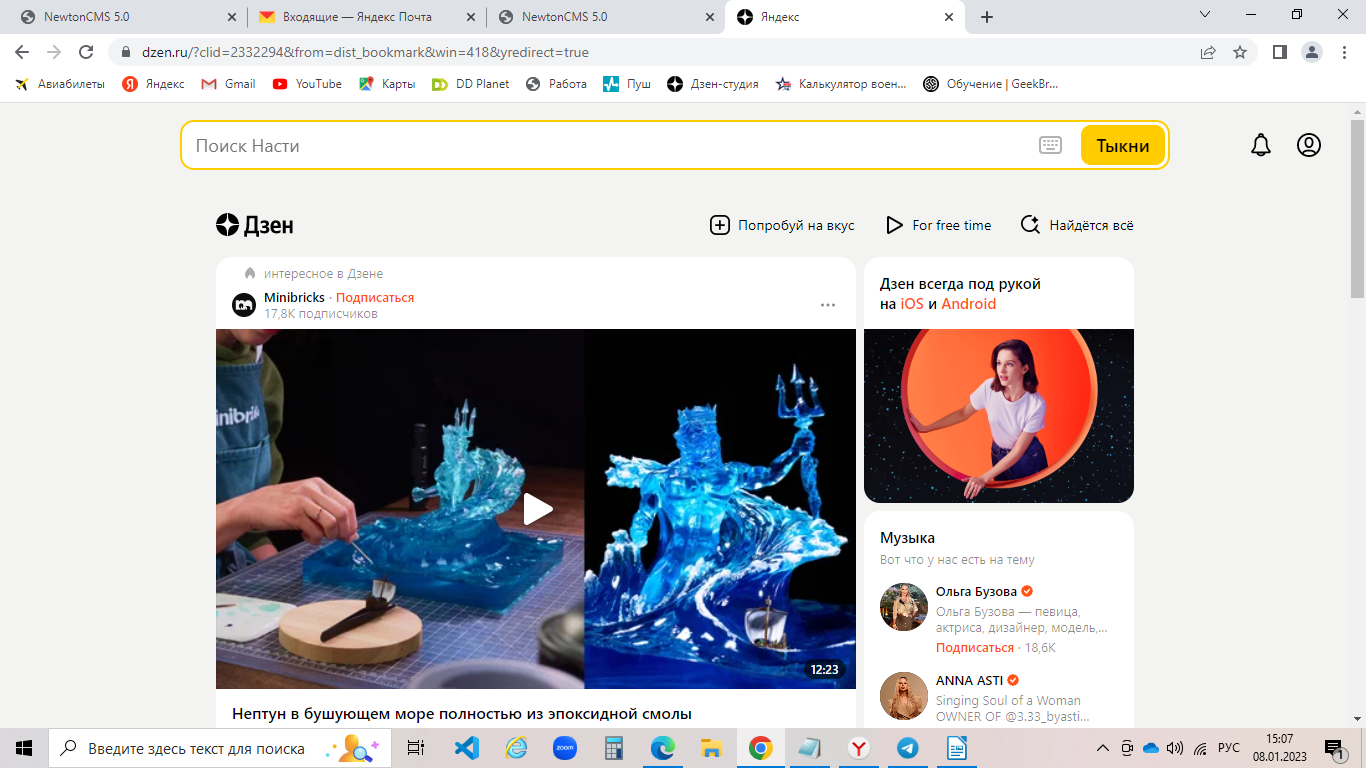 NewtonCMS 5.0
Входящие — Яндекс Почта
NewtonCMS 5.0
Яндекс
dzen.ru/?clid=2332294&from=dist_bookmark&win=418&yredirect=true
Авиабилеты
Яндекс
Gmail
YouTube
Карты
DD Planet
Работа
Пуш
Дзен-студия
Калькулятор воен...
Обучение | GeekBr...
Поиск Насти
Тыкни
Дзен
Попробуй на вкус
For free time
Найдётся всё
интересное в Дзене
Minibricks · Подписаться
17,8K подписчиков
12:23
Нептун в бушующем море полностью из эпоксидной смолы
Дзен всегда под рукой
на iOS и Android
Музыка
Вот что у нас есть на тему
Ольга Бузова
Ольга Бузова — певица,
актриса, дизайнер, модель,...
Подписаться · 18,6K
ANNA ASTI
Singing Soul of a Woman
OWNER OF @3.33_byasti...
Введите здесь текст для поиска
zoom
РУС
15:07
08.01.2023
1